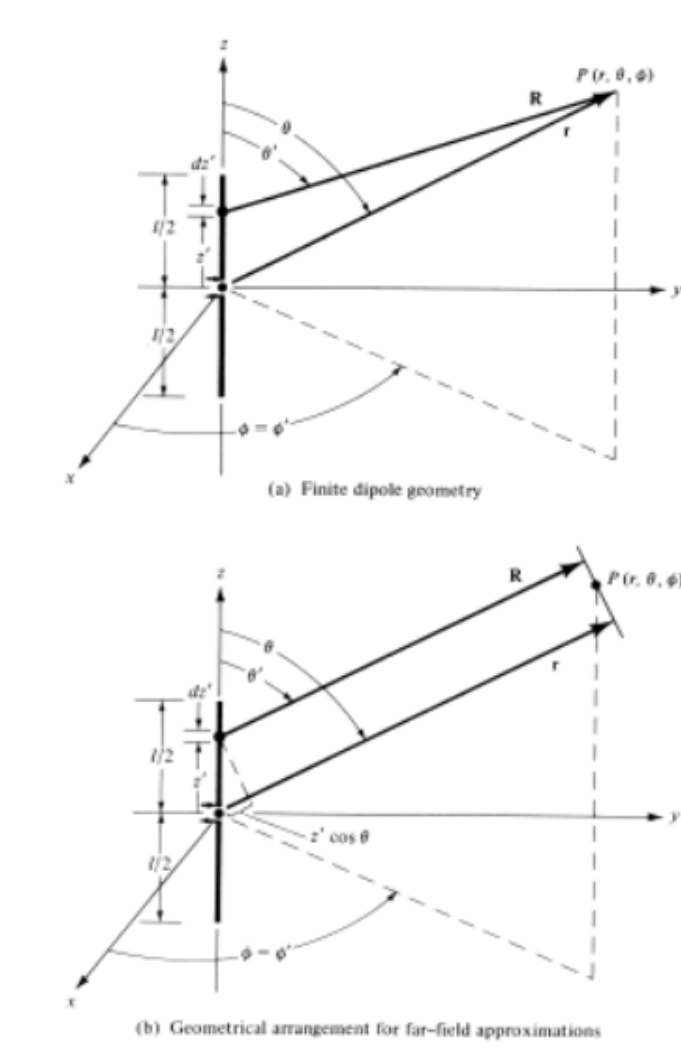 z
P(r, θ, ϕ)
R
θ
r
θ'
dz'
l/2
z'
y
l/2
ϕ = ϕ'
x
(a) Finite dipole geometry
z
R
P(r, θ, ϕ)
θ
θ'
r
dz'
l/2
z'
y
z' cos θ
l/2
ϕ = ϕ'
x
(b) Geometrical arrangement for far-field approximations